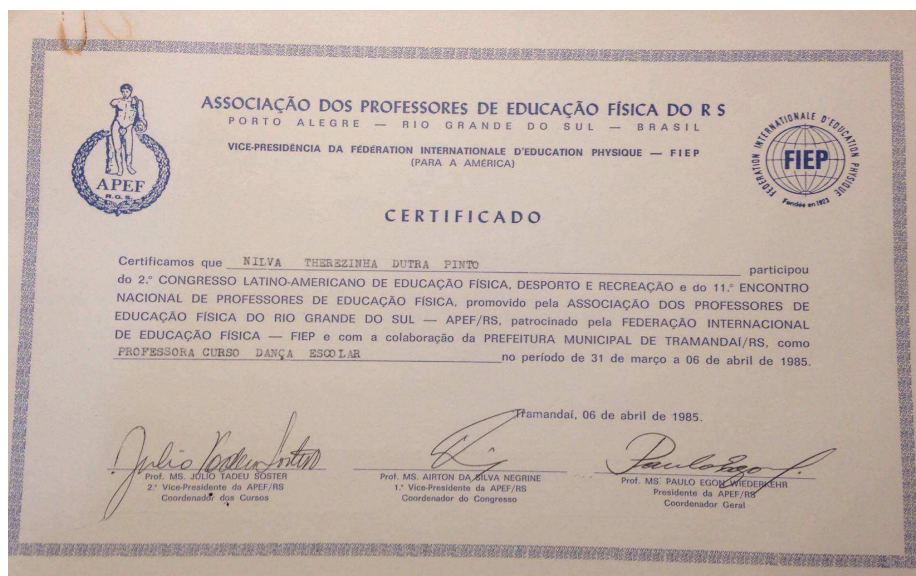 ASSOCIAÇÃO DOS PROFESSORES DE EDUCAÇÃO FÍSICA DO R S
PORTO ALEGRE — RIO GRANDE DO SUL — BRASIL
VICE-PRESIDÊNCIA DA FÉDÉRATION INTERNATIONALE D'EDUCATION PHYSIQUE — FIEP
(PARA A AMÉRICA)
APEF
R.G.S.
FEDERATION INTERNATIONALE D'EDUCATION PHYSIQUE
FIEP
Fondée en 1923
CERTIFICADO
Certificamos que NILVA THEREZINHA DUTRA PINTO participou
do 2.º CONGRESSO LATINO-AMERICANO DE EDUCAÇÃO FÍSICA, DESPORTO E RECREAÇÃO e do 11.º ENCONTRO
NACIONAL DE PROFESSORES DE EDUCAÇÃO FÍSICA, promovido pela ASSOCIAÇÃO DOS PROFESSORES DE
EDUCAÇÃO FÍSICA DO RIO GRANDE DO SUL — APEF/RS, patrocinado pela FEDERAÇÃO INTERNACIONAL
DE EDUCAÇÃO FÍSICA — FIEP e com a colaboração da PREFEITURA MUNICIPAL DE TRAMANDAÍ/RS, como
PROFESSORA CURSO DANÇA ESCOLAR no período de 31 de março a 06 de abril de 1985.
Tramandaí, 06 de abril de 1985.
Prof. MS. JÚLIO TADEU SOSTER
2.º Vice-Presidente da APEF/RS
Coordenador dos Cursos
Prof. MS. AIRTON DA SILVA NEGRINE
1.º Vice-Presidente da APEF/RS
Coordenador do Congresso
Prof. MS. PAULO EGON WIEDERKEHR
Presidente da APEF/RS
Coordenador Geral